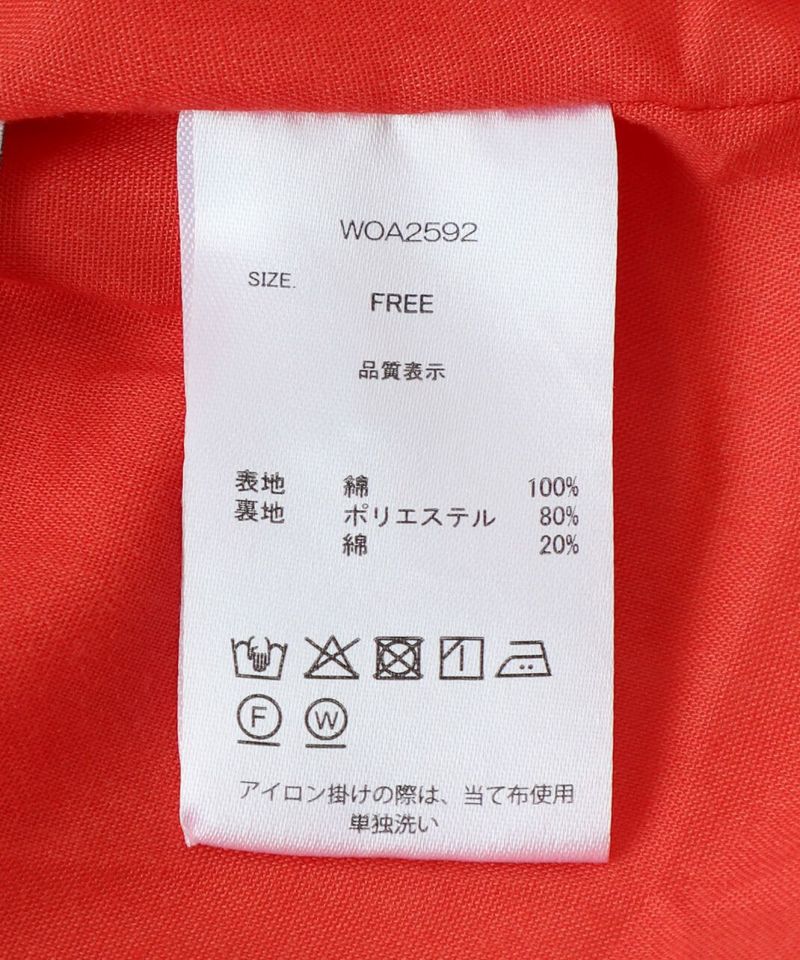 WOA2592
SIZE.
FREE
品質表示
表地 綿 100%
裏地 ポリエステル 80%
綿 20%
F W
アイロン掛けの際は、当て布使用
単独洗い